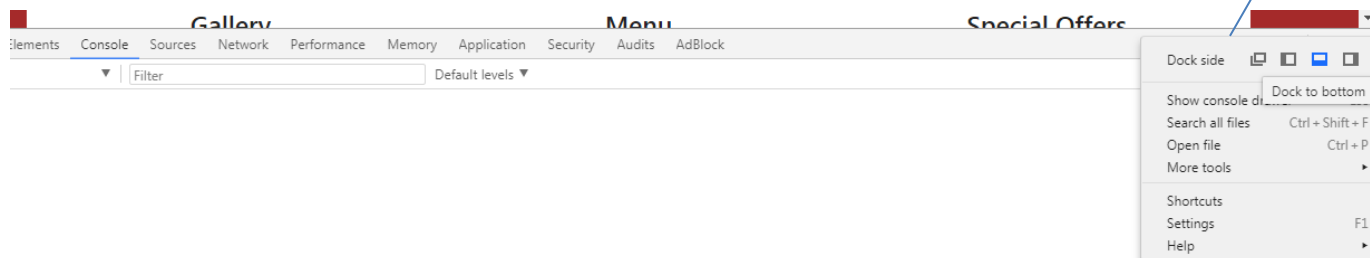 Gallery Menu Special Offers
Elements Console Sources Network Performance Memory Application Security Audits AdBlock
Filter Default levels
Dock side
Dock to bottom
Show console
Search all files Ctrl + Shift + F
Open file Ctrl + P
More tools
Shortcuts
Settings F1
Help